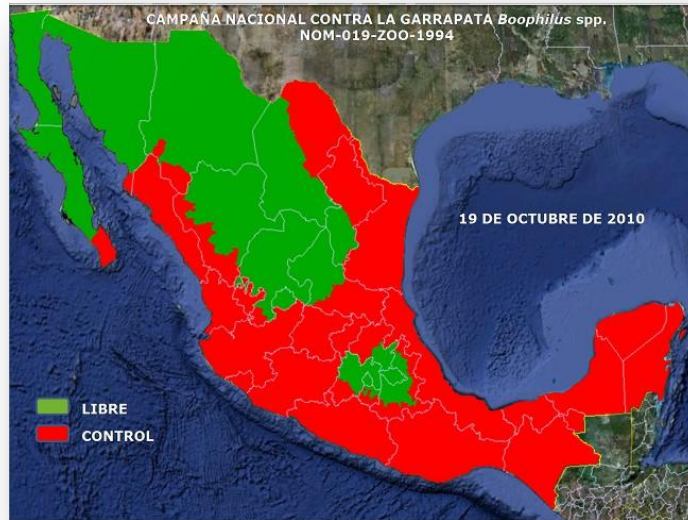 CAMPAÑA NACIONAL CONTRA LA GARRAPATA Boophilus spp.
NOM-019-ZOO-1994
19 DE OCTUBRE DE 2010
LIBRE
CONTROL